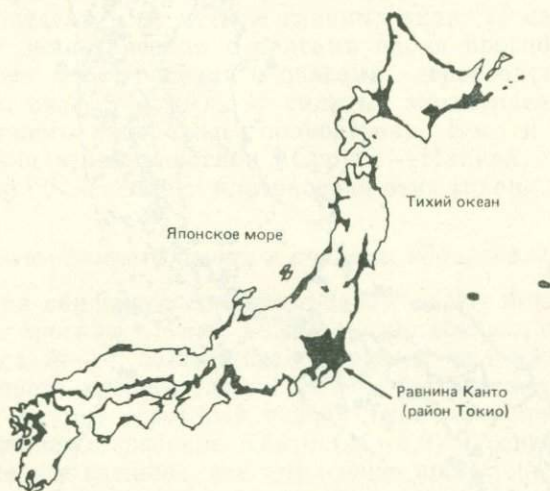 Тихий океан
Японское море
Равнина Канто
(район Токио)